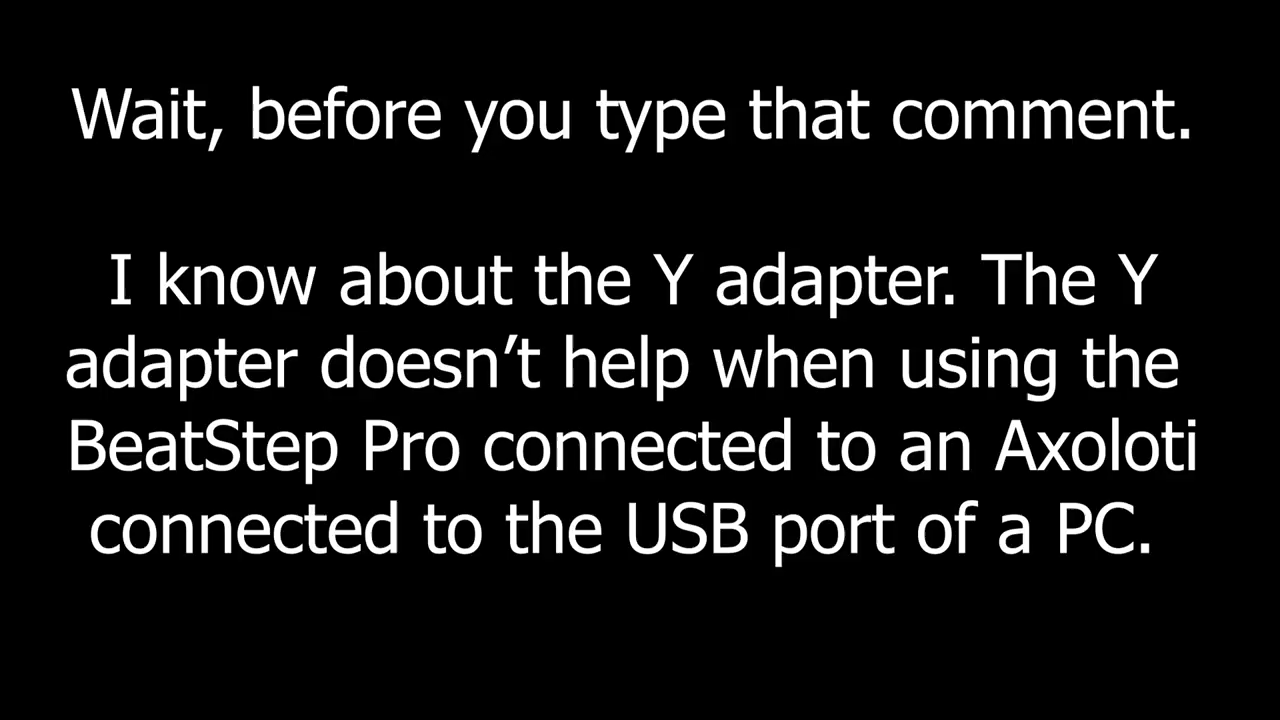 Wait, before you type that comment.
I know about the Y adapter. The Y
adapter doesn’t help when using the
BeatStep Pro connected to an Axoloti
connected to the USB port of a PC.